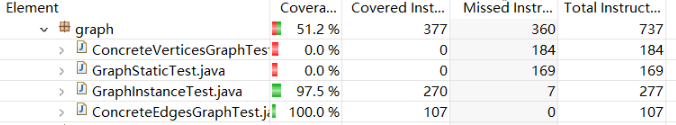 Element Covera... Covered Inst... Missed Instr... Total Instruct...
graph 51.2 % 377 360 737
ConcreteVerticesGraphTes 0.0 % 0 184 184
GraphStaticTest.java 0.0 % 0 169 169
GraphInstanceTest.java 97.5 % 270 7 277
ConcreteEdgesGraphTest.ja 100.0 % 107 0 107